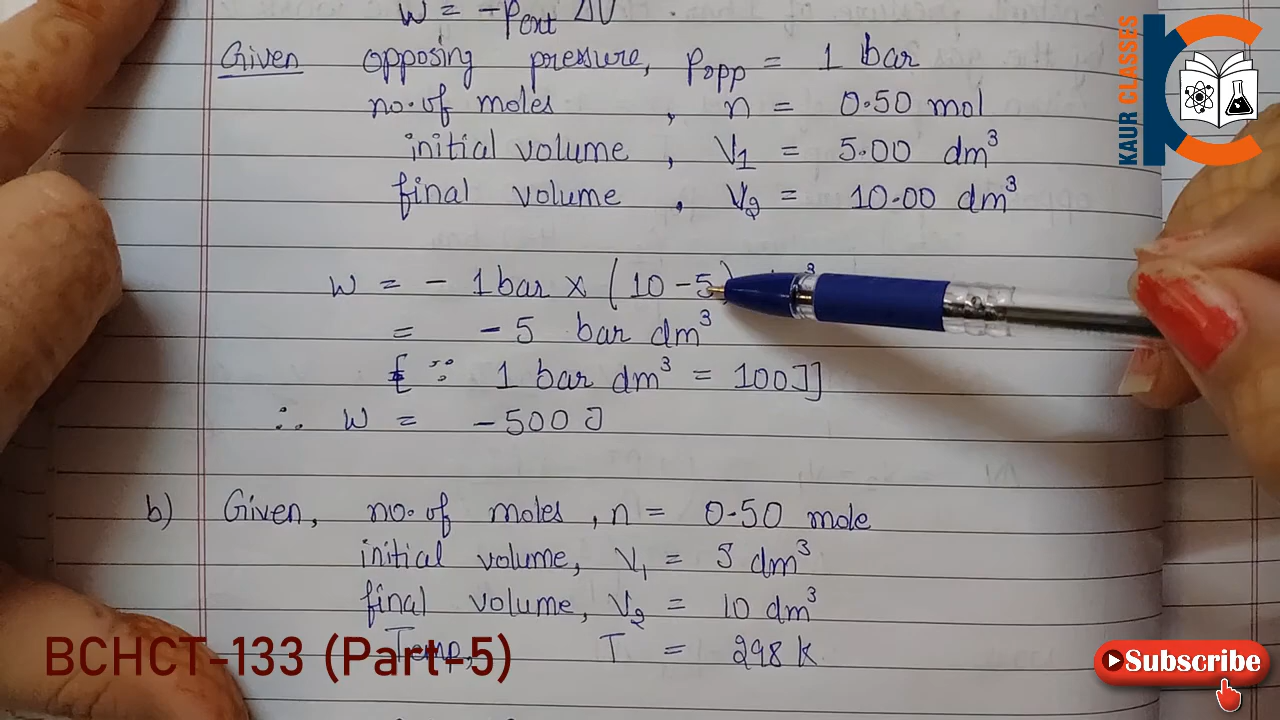 W = -Pext ΔV
Given opposing pressure, Popp = 1 bar
no. of moles , n = 0.50 mol
initial volume , V1 = 5.00 dm³
final volume , V2 = 10.00 dm³
W = - 1 bar × (10 - 5)
= -5 bar dm³
[ ∵ 1 bar dm³ = 100J]
∴ W = -500 J
b) Given, no. of moles, n = 0.50 mole
initial volume, V1 = 5 dm³
final volume, V2 = 10 dm³
Temp, T = 298 K
KAUR CLASSES
BCHCT-133 (Part-5)
Subscribe